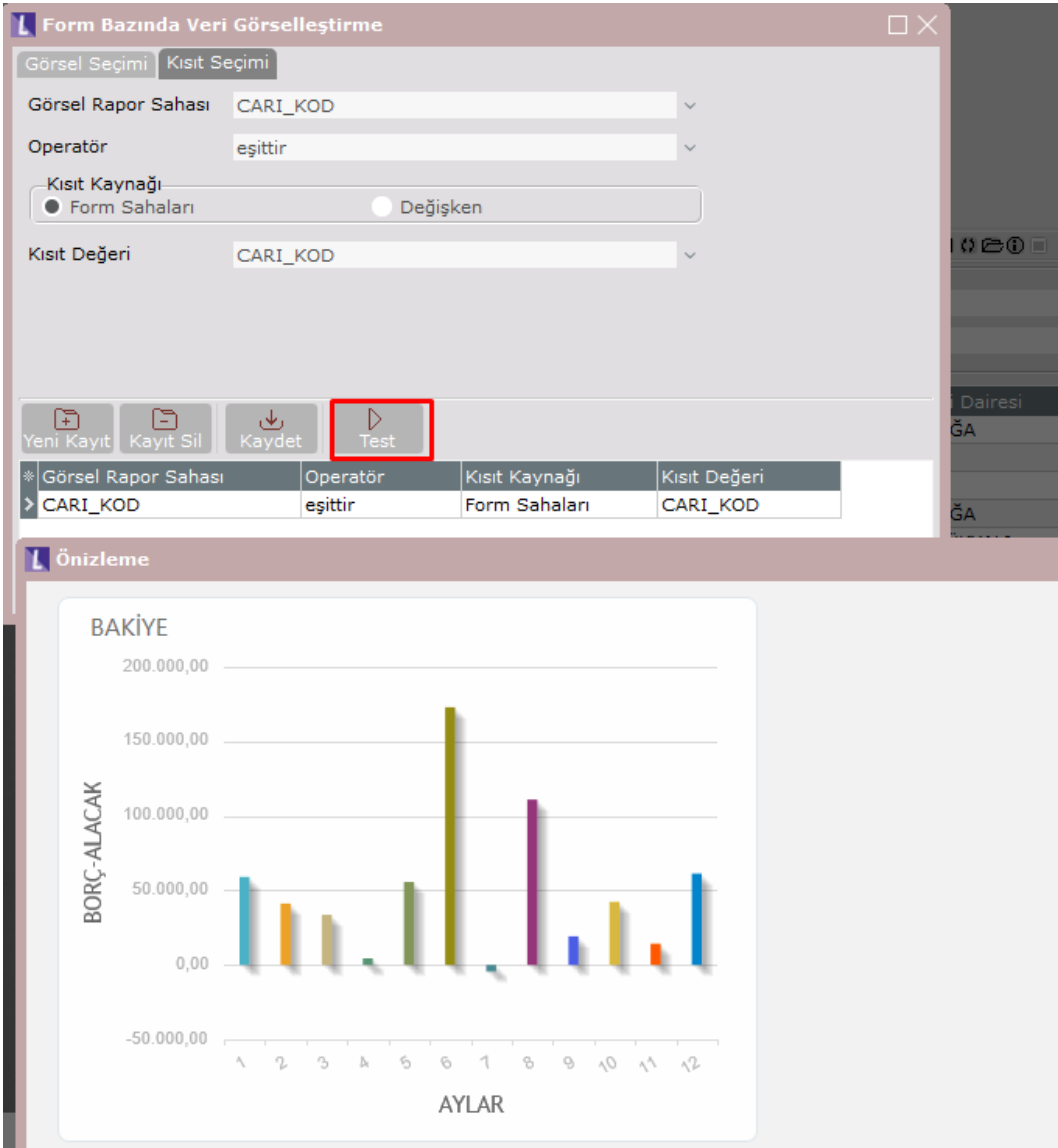 Form Bazında Veri Görselleştirme
Görsel Seçimi Kısıt Seçimi
Görsel Rapor Sahası CARI_KOD
Operatör eşittir
Kısıt Kaynağı
Form Sahaları Değişken
Kısıt Değeri CARI_KOD
Dairesi
ĞA
Yeni Kayıt Kayıt Sil Kaydet Test
Görsel Rapor Sahası Operatör Kısıt Kaynağı Kısıt Değeri
CARI_KOD eşittir Form Sahaları CARI_KOD
ĞA
Önizleme
BAKİYE
200.000,00
150.000,00
100.000,00
50.000,00
0,00
-50.000,00
BORÇ-ALACAK
1 2 3 4 5 6 7 8 9 10 11 12
AYLAR